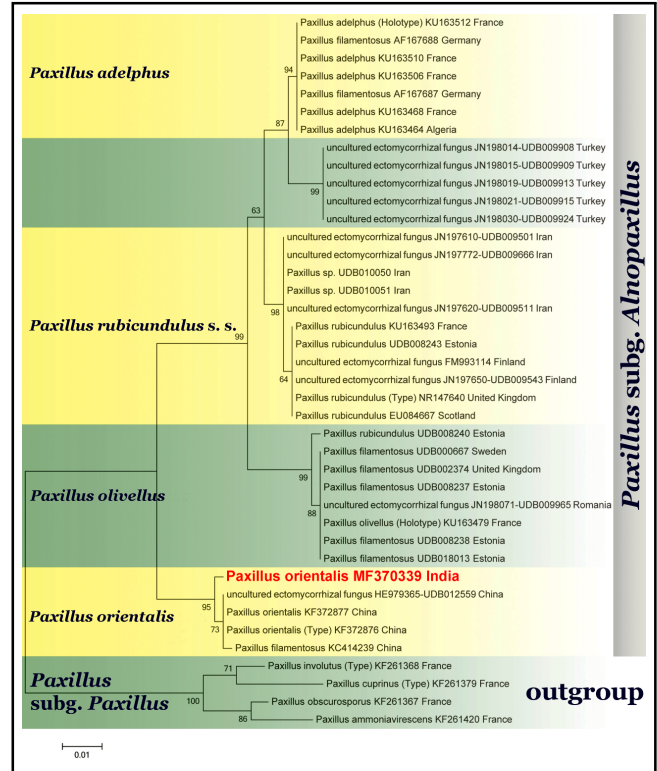 Paxillus adelphus (Holotype) KU163512 France
Paxillus filamentosus AF167688 Germany
Paxillus adelphus KU163510 France
Paxillus adelphus KU163506 France
Paxillus filamentosus AF167687 Germany
Paxillus adelphus KU163468 France
Paxillus adelphus KU163464 Algeria
94
Paxillus adelphus
87
uncultured ectomycorrhizal fungus JN198014-UDB009908 Turkey
uncultured ectomycorrhizal fungus JN198015-UDB009909 Turkey
uncultured ectomycorrhizal fungus JN198019-UDB009913 Turkey
uncultured ectomycorrhizal fungus JN198021-UDB009915 Turkey
uncultured ectomycorrhizal fungus JN198030-UDB009924 Turkey
99
63
uncultured ectomycorrhizal fungus JN197610-UDB009501 Iran
uncultured ectomycorrhizal fungus JN197772-UDB009666 Iran
Paxillus sp. UDB010050 Iran
Paxillus sp. UDB010051 Iran
uncultured ectomycorrhizal fungus JN197620-UDB009511 Iran
98
Paxillus rubicundulus s. s.
99
Paxillus rubicundulus KU163493 France
Paxillus rubicundulus UDB008243 Estonia
uncultured ectomycorrhizal fungus FM993114 Finland
uncultured ectomycorrhizal fungus JN197650-UDB009543 Finland
Paxillus rubicundulus (Type) NR147640 United Kingdom
Paxillus rubicundulus EU084667 Scotland
64
Paxillus rubicundulus UDB008240 Estonia
Paxillus filamentosus UDB000667 Sweden
Paxillus filamentosus UDB002374 United Kingdom
Paxillus filamentosus UDB008237 Estonia
uncultured ectomycorrhizal fungus JN198071-UDB009965 Romania
Paxillus olivellus (Holotype) KU163479 France
Paxillus filamentosus UDB008238 Estonia
Paxillus filamentosus UDB018013 Estonia
99
88
Paxillus olivellus
Paxillus orientalis MF370339 India
uncultured ectomycorrhizal fungus HE979365-UDB012559 China
Paxillus orientalis KF372877 China
Paxillus orientalis (Type) KF372876 China
Paxillus filamentosus KC414239 China
95
73
Paxillus orientalis
Paxillus subg. Alnopaxillus
Paxillus involutus (Type) KF261368 France
Paxillus cuprinus (Type) KF261379 France
Paxillus obscurosporus KF261367 France
Paxillus ammoniavirescens KF261420 France
71
100
86
Paxillus
subg. Paxillus
outgroup
0.01